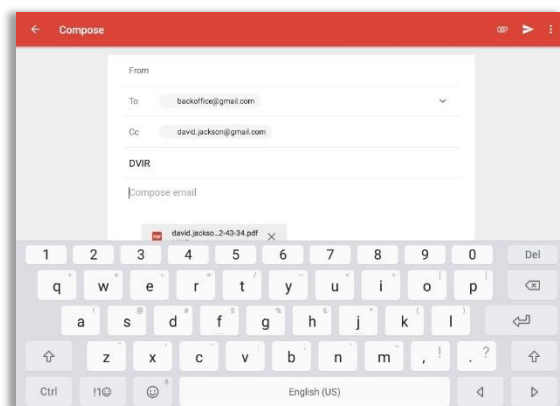 Compose
From
To backoffice@gmail.com
Cc david.jackson@gmail.com
DVIR
Compose email
PDF david.jackso...2-43-34.pdf
1 2 3 4 5 6 7 8 9 0 Del
q w e r t y u i o p
a s d f g h j k l
z x c v b n m , ! . ?
Ctrl !1☺ English (US)